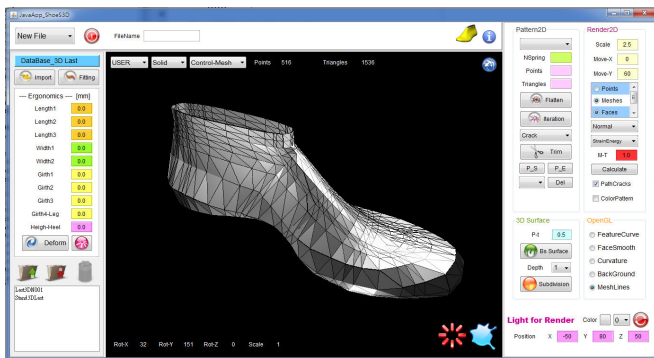 JavaApp_ShoeS3D
New File
FileName
DataBase_3D Last
Import
Fitting
--- Ergonomics --- [mm]
Length1 0.0
Length2 0.0
Length3 0.0
Width1 0.0
Width2 0.0
Girth1 0.0
Girth2 0.0
Girth3 0.0
Girth4-Leg 0.0
Heigh-Heel 0.0
Deform
Last3DN001
Stand3DLast
USER Solid Control-Mesh Points 516 Triangles 1536
Rot-X 32 Rot-Y 151 Rot-Z 0 Scale 1
Pattern2D
NSpring
Points
Triangles
Flatten
Iteration
Crack
Trim
P_S P_E
Del
3D Surface
P-t 0.5
Bs Surface
Depth 1
Subdivision
Render2D
Scale 2.5
Move-X 0
Move-Y 60
Points
Meshes
Faces
Normal
StrainEnergy
M-T 1.0
Calculate
PathCracks
ColorPattern
OpenGL
FeatureCurve
FaceSmooth
Curvature
BackGround
MeshLines
Light for Render Color 0
Position X -50 Y 80 Z 50